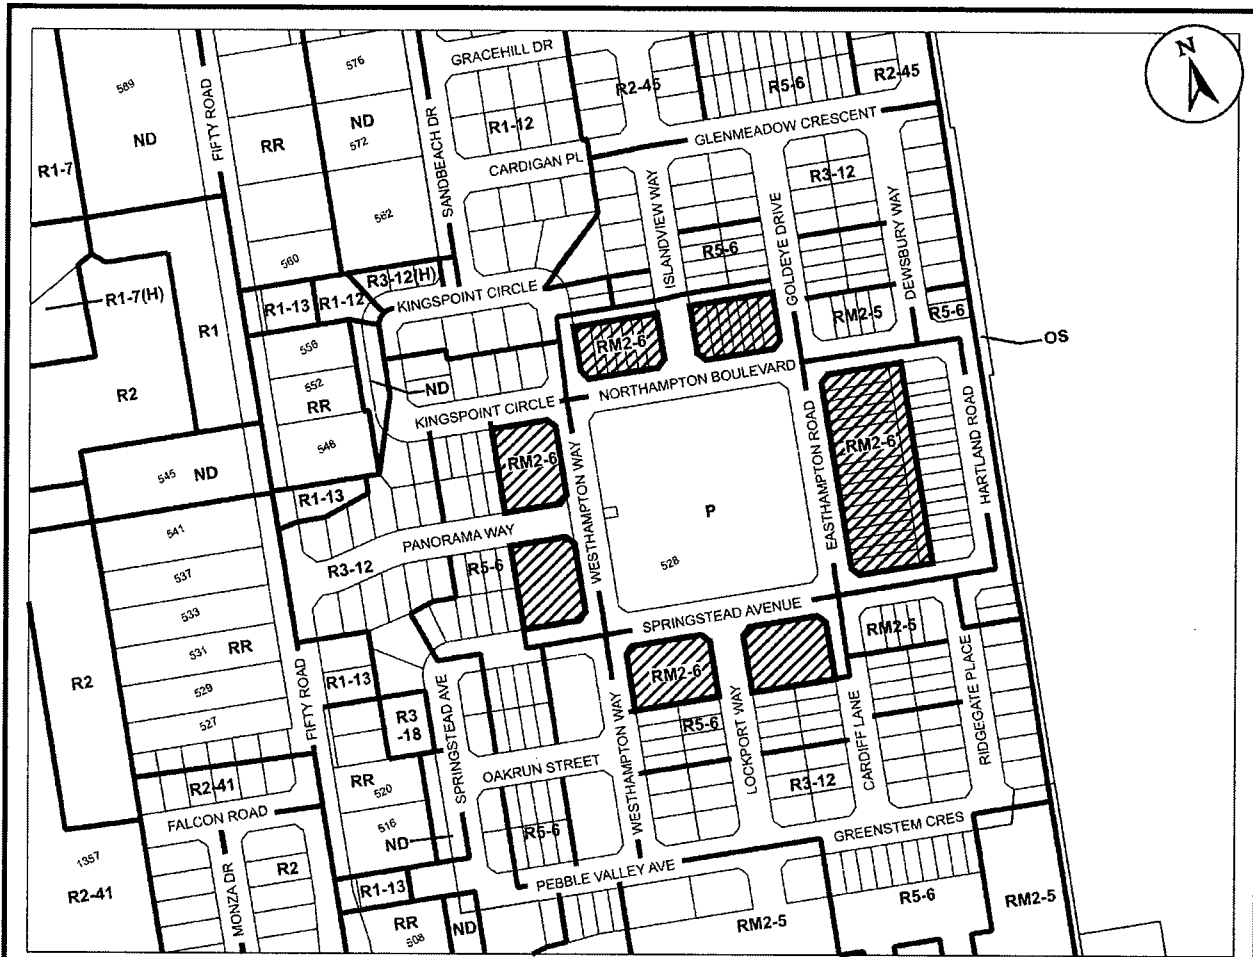 GRACEHILL DR
N
589
FIFTY ROAD
576
R2-45
R5-6
R2-45
ND
RR
ND
572
SANDBEACH DR
R1-12
GLENMEADOW CRESCENT
R1-7
CARDIGAN PL
R3-12
562
ISLANDVIEW WAY
GOLDEYE DRIVE
DEWSBURY WAY
560
R5-6
R3-12(H)
R1-7(H)
R1-13
R1-12
KINGSPOINT CIRCLE
RM2-5
R5-6
R1
556
RM2-6
OS
552
ND
NORTHAMPTON BOULEVARD
R2
RR
KINGSPOINT CIRCLE
548
RM2-6
WESTHAMPTON WAY
EASTHAMPTON ROAD
RM2-6
HARTLAND ROAD
545
ND
R1-13
P
541
PANORAMA WAY
528
537
R3-12
R5-6
533
SPRINGSTEAD AVENUE
RM2-5
531
RR
R2
529
R1-13
RM2-6
527
FIFTY ROAD
SPRINGSTEAD AVE
R3
-18
WESTHAMPTON WAY
R5-6
LOCKPORT WAY
CARDIFF LANE
RIDGEGATE PLACE
OAKRUN STREET
R2-41
RR
520
R3-12
FALCON ROAD
516
R5-6
GREENSTEM CRES
ND
1357
R2
R2-41
MONZA DR
R1-13
PEBBLE VALLEY AVE
R5-6
RM2-5
RR
508
ND
RM2-5